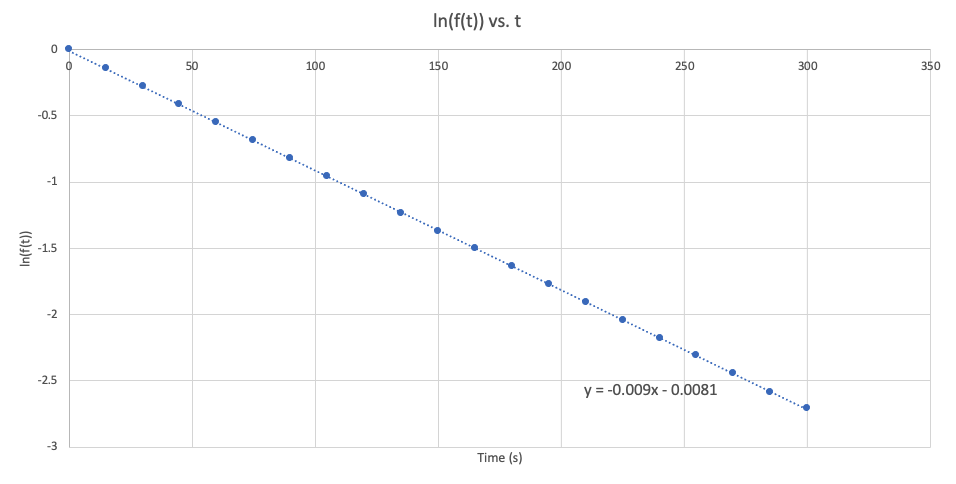 ln(f(t)) vs. t
0
0 50 100 150 200 250 300 350
-0.5
-1
-1.5
-2
-2.5
-3
ln(f(t))
y = -0.009x - 0.0081
Time (s)